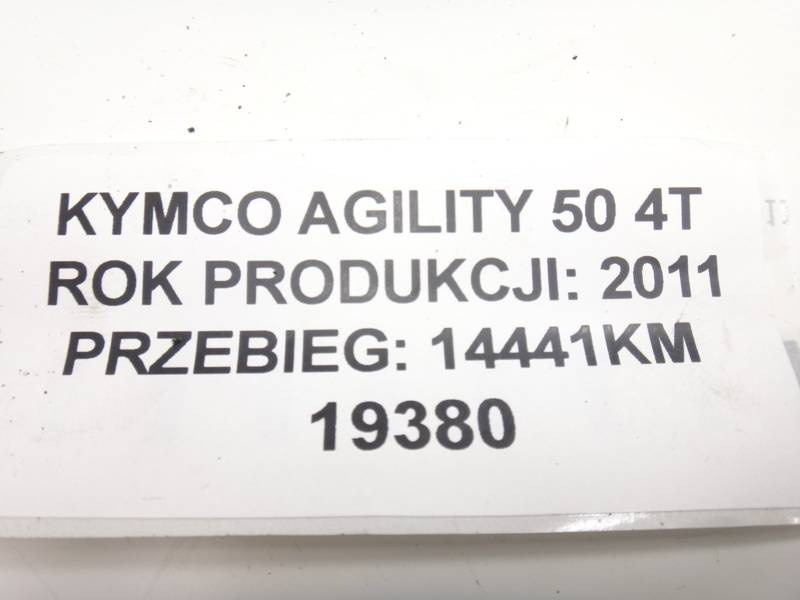 KYMCO AGILITY 50 4T
ROK PRODUKCJI: 2011
PRZEBIEG: 14441KM
19380